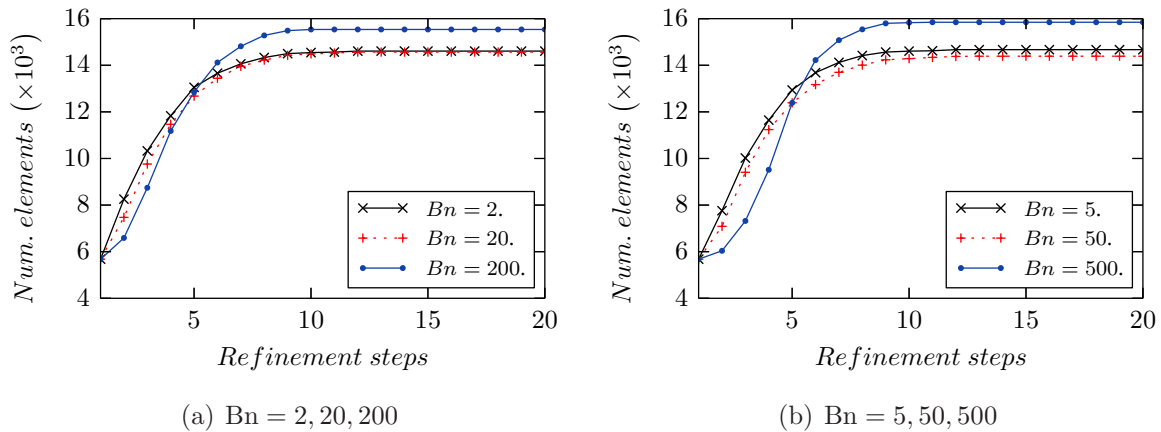 16
14
12
10
8
6
4
5
10
15
20
Num. elements (×10³)
Refinement steps
Bn = 2.
Bn = 20.
Bn = 200.
(a) Bn = 2, 20, 200
16
14
12
10
8
6
4
5
10
15
20
Num. elements (×10³)
Refinement steps
Bn = 5.
Bn = 50.
Bn = 500.
(b) Bn = 5, 50, 500